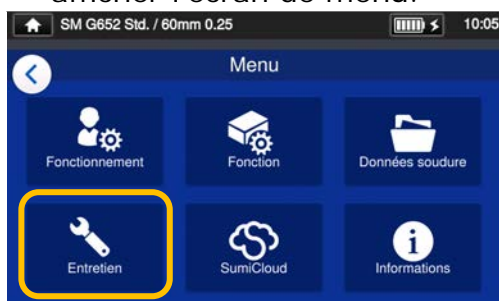 afficher l'écran de menu.
SM G652 Std. / 60mm 0.25 10:05
Menu
Fonctionnement Fonction Données soudure
Entretien SumiCloud Informations